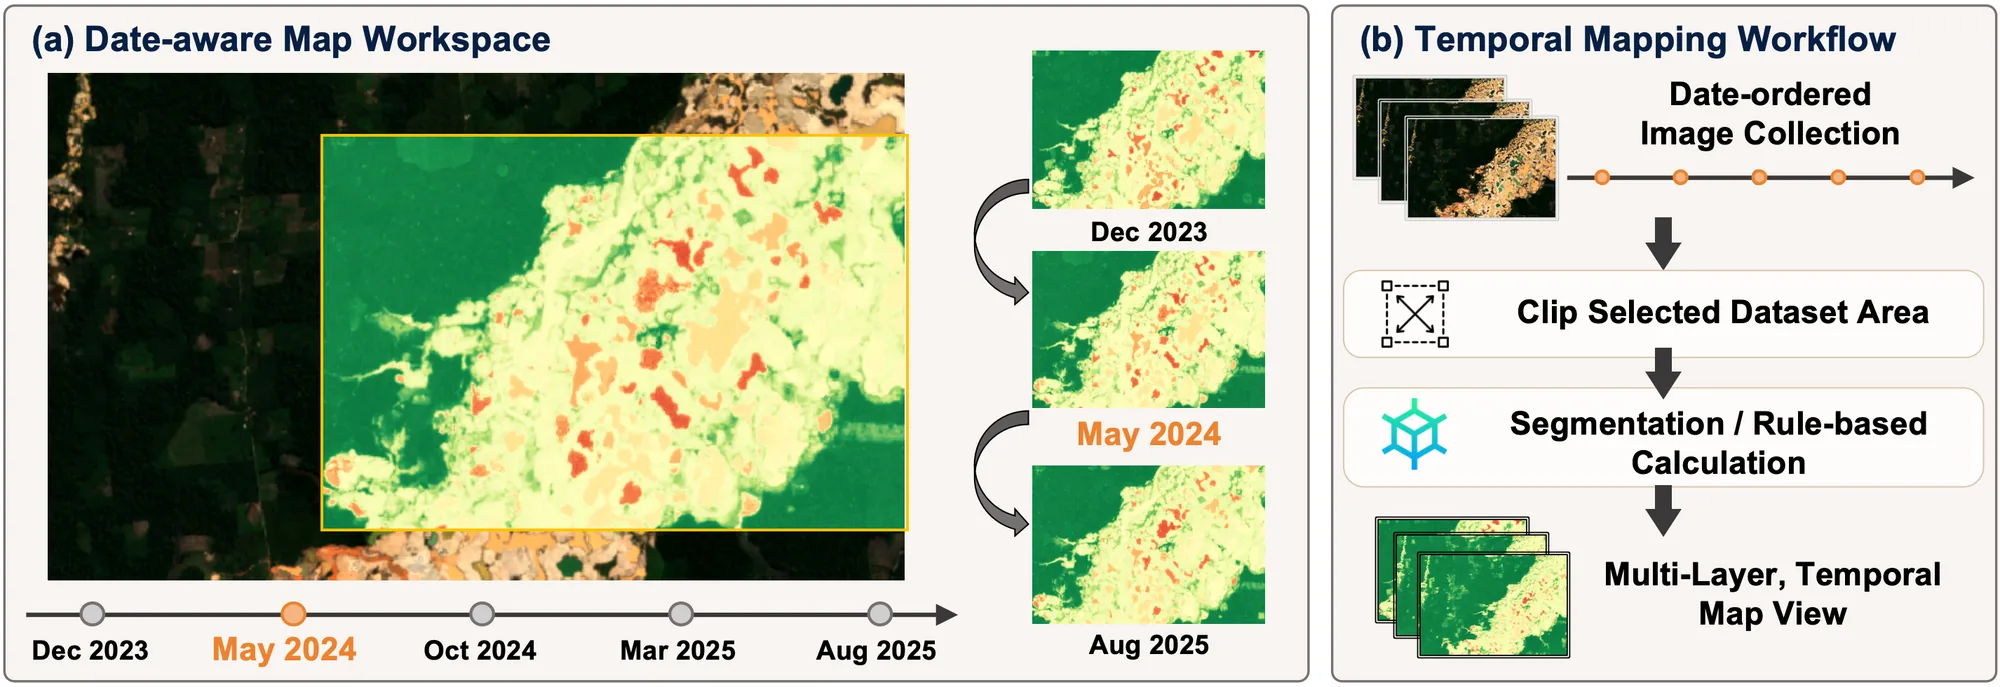 (a) Date-aware Map Workspace
Dec 2023
May 2024
Aug 2025
Dec 2023
May 2024
Oct 2024
Mar 2025
Aug 2025
(b) Temporal Mapping Workflow
Date-ordered
Image Collection
Clip Selected Dataset Area
Segmentation / Rule-based
Calculation
Multi-Layer, Temporal
Map View